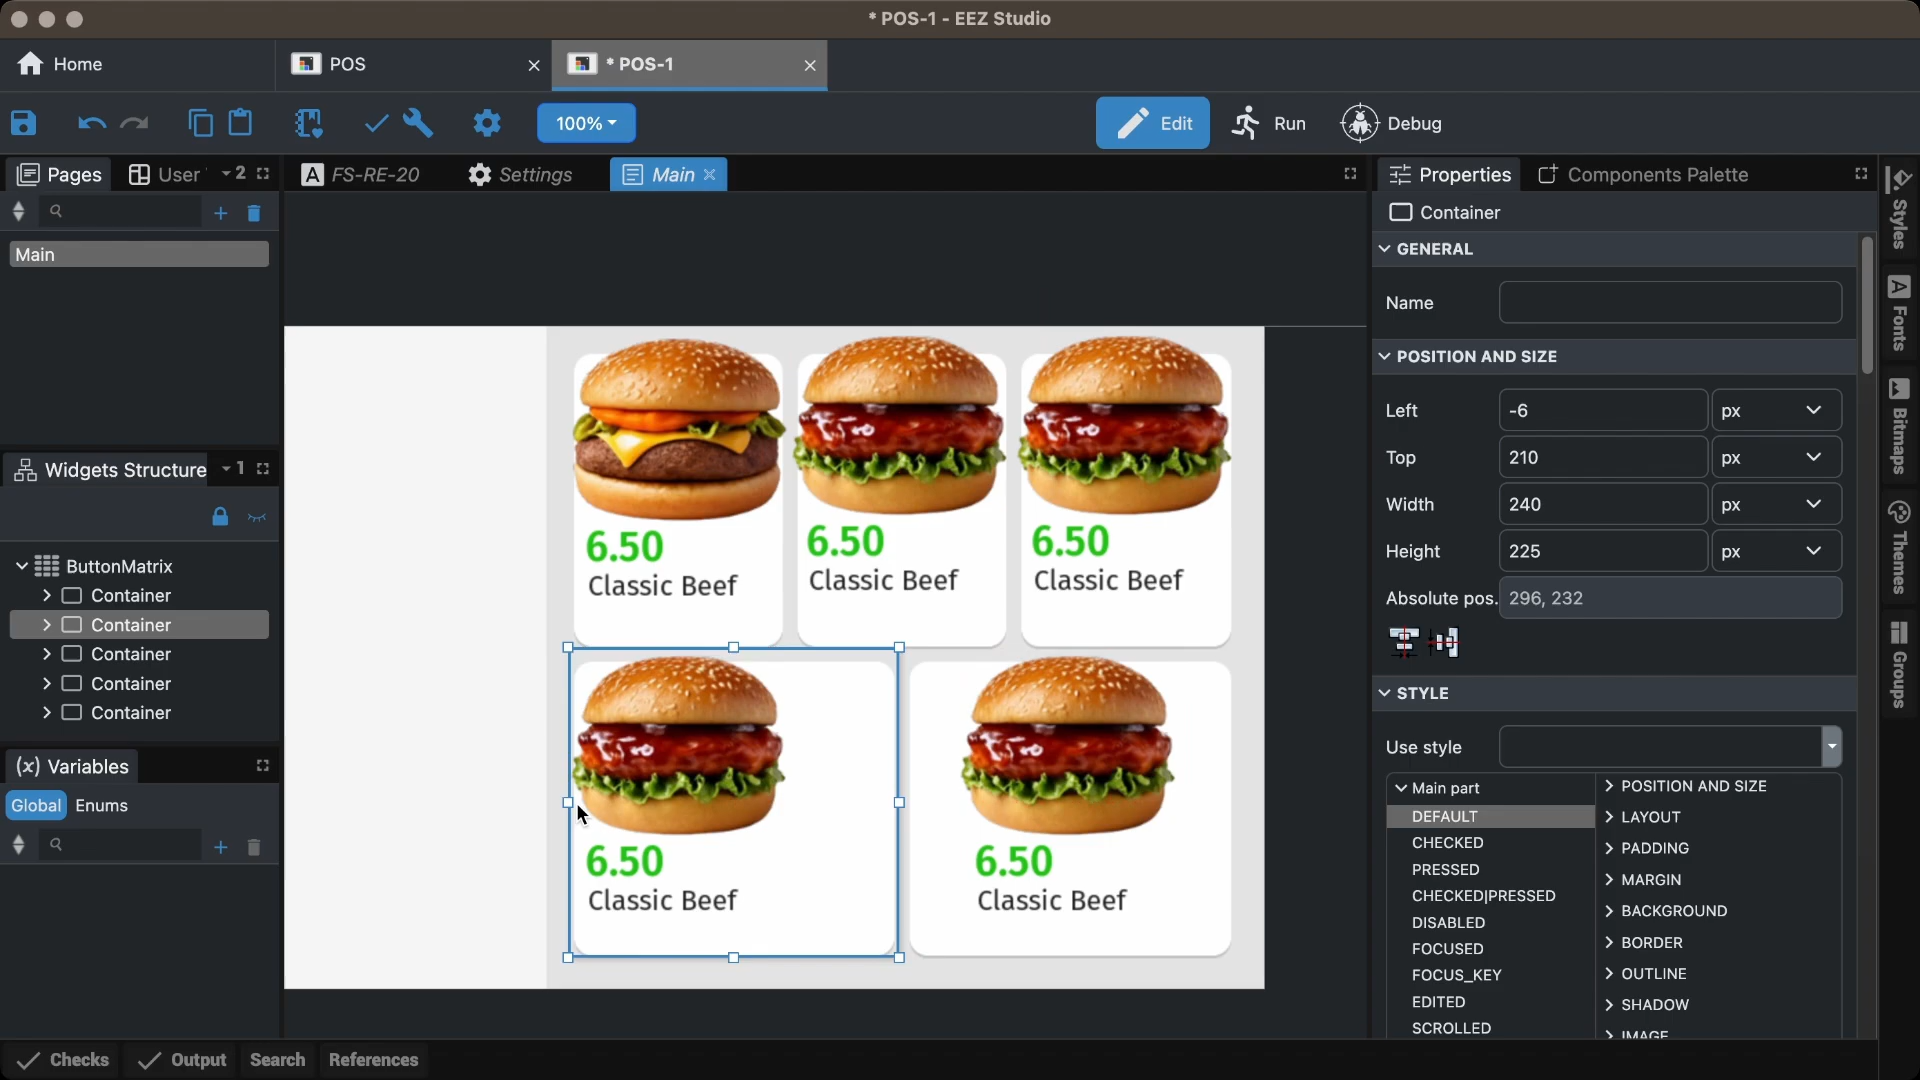 * POS-1 - EEZ Studio
Home
POS
* POS-1
100%
Edit
Run
Debug
Pages
User
2
FS-RE-20
Settings
Main
Properties
Components Palette
Container
Main
GENERAL
Name
POSITION AND SIZE
Left
-6
px
Top
210
px
Width
240
px
Height
225
px
Absolute pos.
296, 232
STYLE
Use style
Main part
DEFAULT
CHECKED
PRESSED
CHECKED|PRESSED
DISABLED
FOCUSED
FOCUS_KEY
EDITED
SCROLLED
POSITION AND SIZE
LAYOUT
PADDING
MARGIN
BACKGROUND
BORDER
OUTLINE
SHADOW
IMAGE
Styles
Fonts
Bitmaps
Themes
Groups
Widgets Structure
1
ButtonMatrix
Container
Container
Container
Container
Container
(x) Variables
Global
Enums
6.50
Classic Beef
6.50
Classic Beef
6.50
Classic Beef
6.50
Classic Beef
6.50
Classic Beef
Checks
Output
Search
References